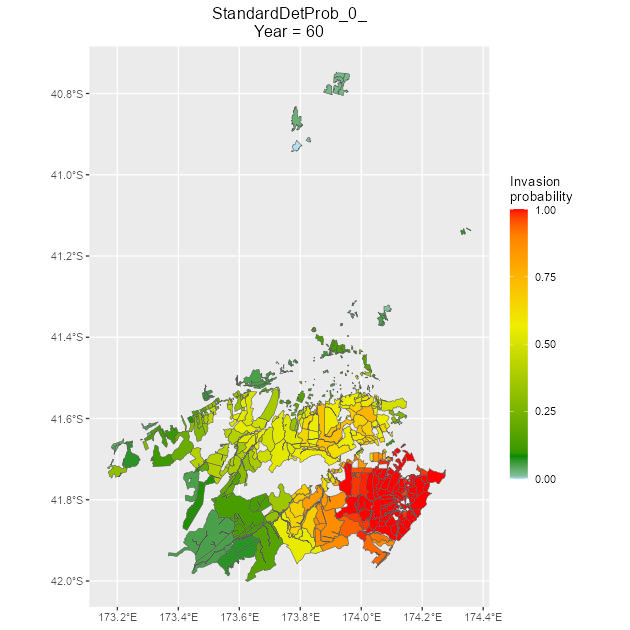 StandardDetProb_0_
Year = 60
40.8°S
41.0°S
41.2°S
41.4°S
41.6°S
41.8°S
42.0°S
173.2°E
173.4°E
173.6°E
173.8°E
174.0°E
174.2°E
174.4°E
Invasion
probability
1.00
0.75
0.50
0.25
0.00